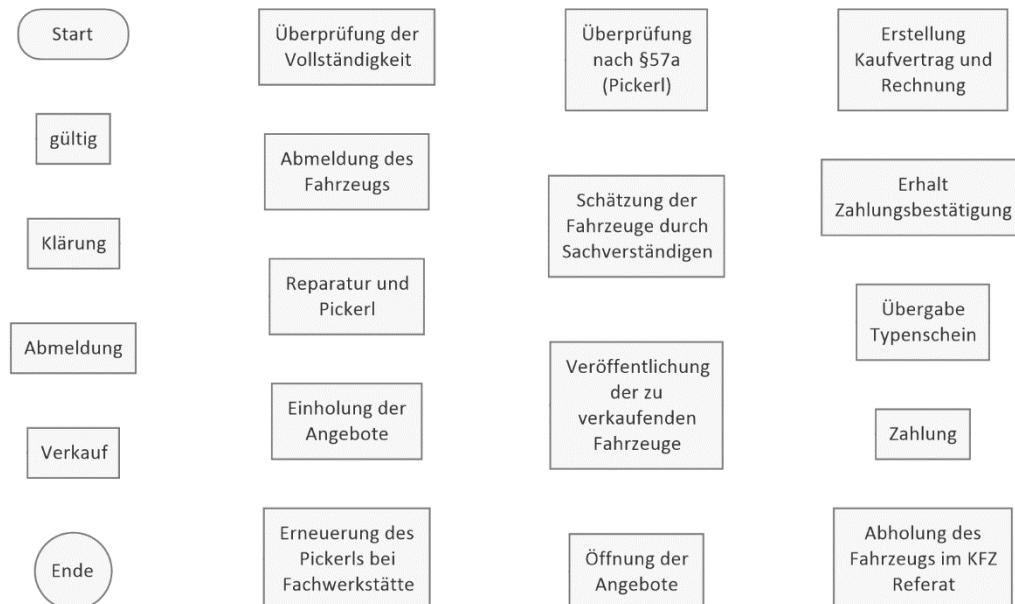 Start
gültig
Klärung
Abmeldung
Verkauf
Ende
Überprüfung der
Vollständigkeit
Abmeldung des
Fahrzeugs
Reparatur und
Pickerl
Einholung der
Angebote
Erneuerung des
Pickerls bei
Fachwerkstätte
Überprüfung
nach §57a
(Pickerl)
Schätzung der
Fahrzeuge durch
Sachverständigen
Veröffentlichung
der zu
verkaufenden
Fahrzeuge
Öffnung der
Angebote
Erstellung
Kaufvertrag und
Rechnung
Erhalt
Zahlungsbestätigung
Übergabe
Typenschein
Zahlung
Abholung des
Fahrzeugs im KFZ
Referat